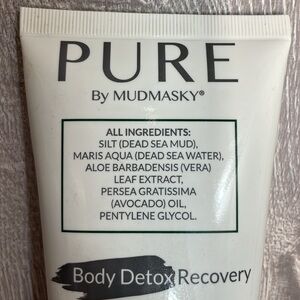 PURE
By MUDMASKY®
ALL INGREDIENTS:
SILT (DEAD SEA MUD),
MARIS AQUA (DEAD SEA WATER),
ALOE BARBADENSIS (VERA)
LEAF EXTRACT,
PERSEA GRATISSIMA
(AVOCADO) OIL,
PENTYLENE GLYCOL.
Body Detox Recovery